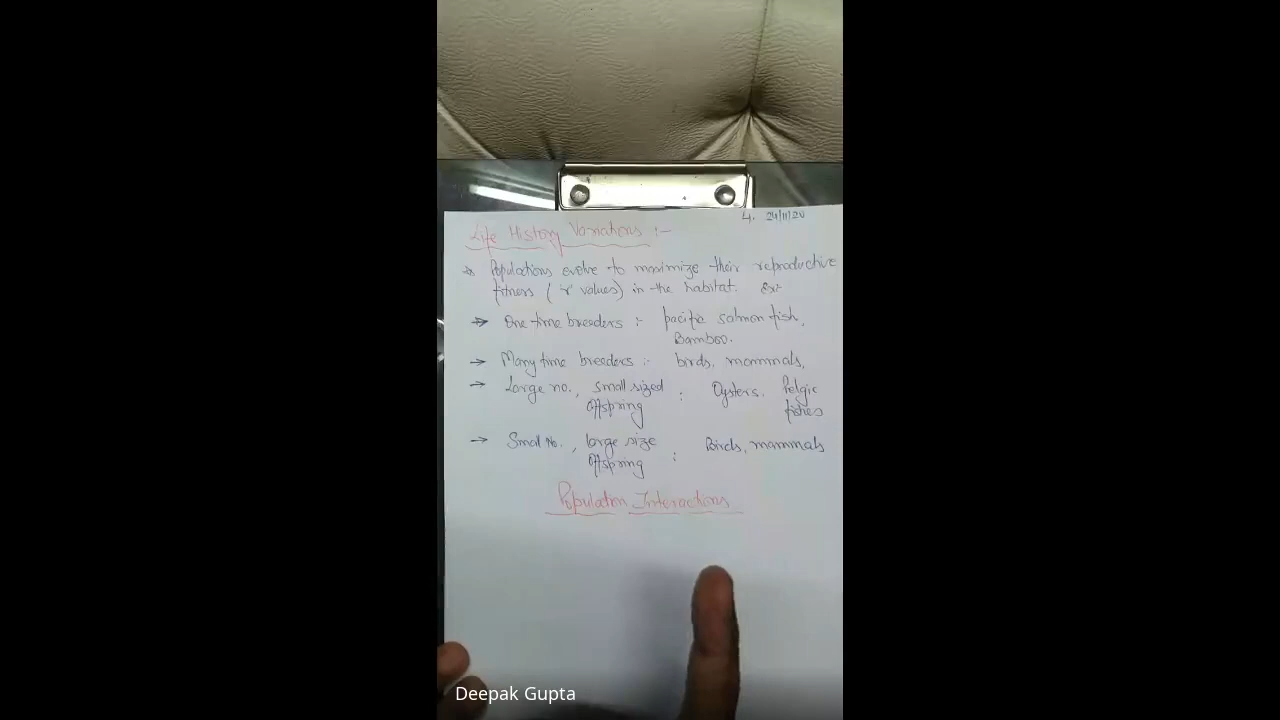 4. 24/11/20
Life History Variations :-
Populations evolve to maximize their reproductive
fitness ('r' values) in the habitat. Ex:-
→ One time breeders :- pacific salmon fish,
Bamboo.
→ Many time breeders :- birds, mammals,
→ Large no., small sized : Oysters. Pelgic
offspring fishes
→ Small No., large size : Birds, mammals
offspring
Population Interactions
Deepak Gupta